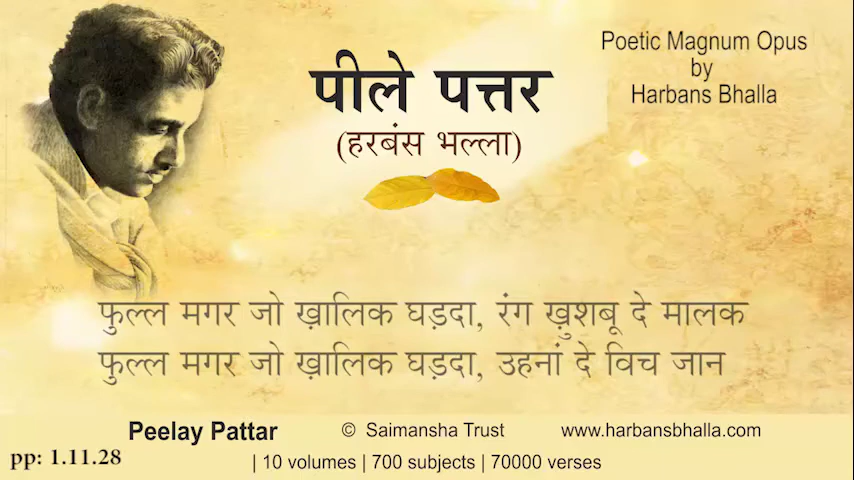 पीले पत्तर
(हरबंस भल्ला)
Poetic Magnum Opus
by
Harbans Bhalla
फुल्ल मगर जो ख़ालिक घड़दा, रंग ख़ुशबू दे मालक
फुल्ल मगर जो ख़ालिक घड़दा, उहनां दे विच जान
Peelay Pattar © Saimansha Trust www.harbansbhalla.com
pp: 1.11.28 | 10 volumes | 700 subjects | 70000 verses